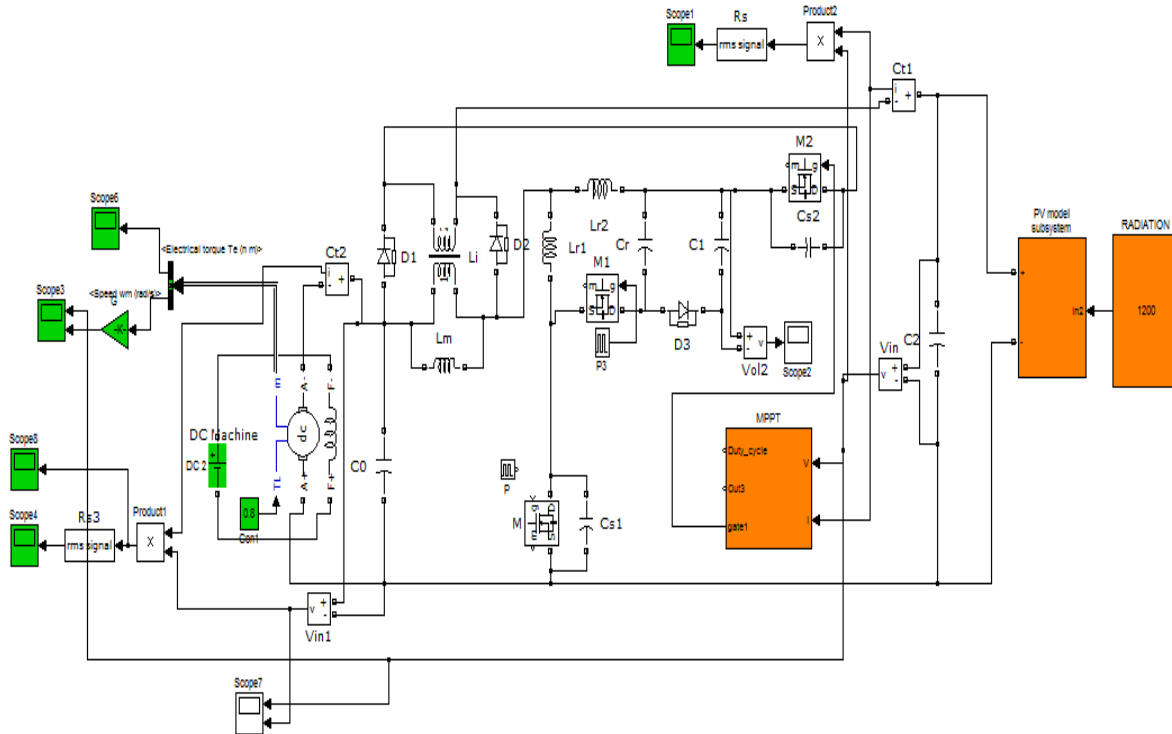 Scope1
Rs
rms signal
Product2
X
Ct1
i
-
+
M2
m
g
S
D
Cs2
Scope6
<Electrical torque Te (n m)>
Ct2
i
-
+
D1
Li
D2
Lr2
Lr1
Cr
C1
M1
m
g
S
D
PV model
subsystem
+
-
In2
RADIATION
1200
Scope3
<Speed wm (rad/s)>
G
-K-
Lm
P3
D3
+
-
v
Vol2
Scope2
C2
Vin
v
+
-
DC Machine
DC 2
+
m
TL
A-
dc
A+
F-
F+
0.8
Con1
C0
MPPT
Duty_cycle
Out3
gate1
V
I
Scope8
Scope4
Rs3
rms signal
Product1
X
P
M
g
D
m
S
Cs1
v
+
-
Vin1
Scope7